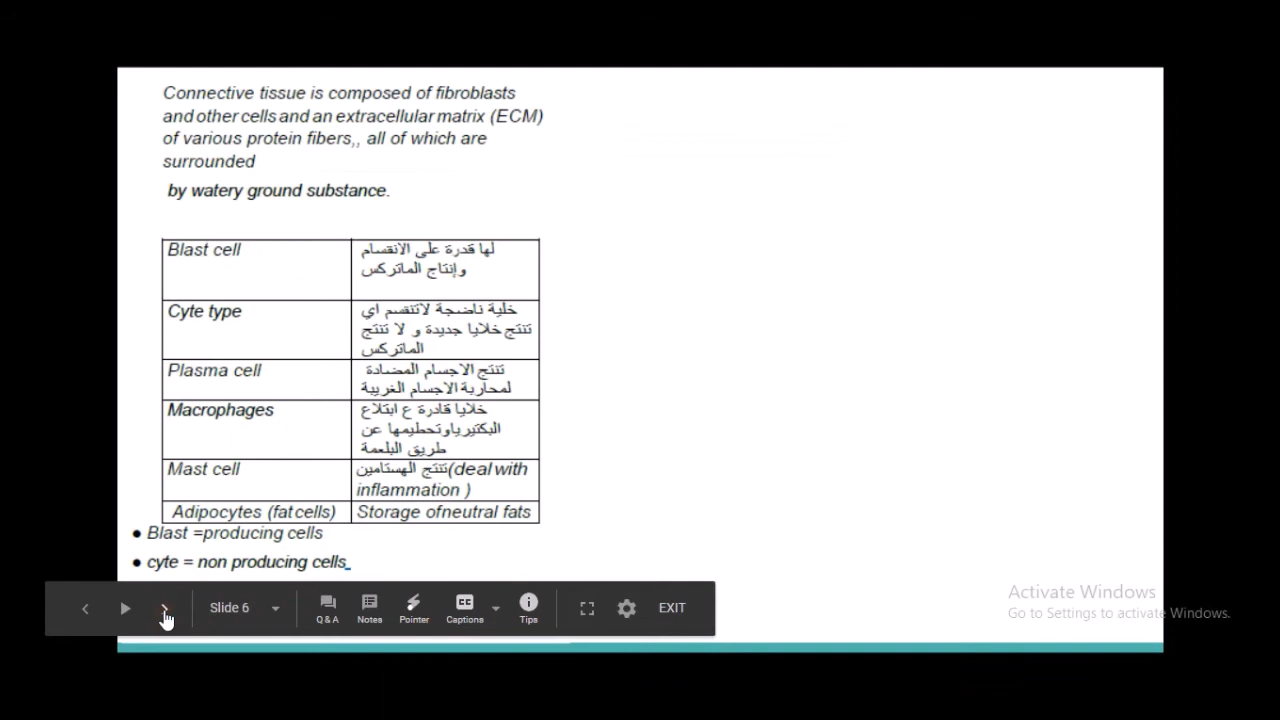 Connective tissue is composed of fibroblasts
and other cells and an extracellular matrix (ECM)
of various protein fibers,, all of which are
surrounded
by watery ground substance.
Blast cell
لها قدرة على الانقسام
وإنتاج الماتركس
Cyte type
خلية ناضجة لاتنقسم اي
تنتج خلايا جديدة و لا تنتج
الماتركس
Plasma cell
تنتج الاجسام المضادة
لمحاربة الاجسام الغريبة
Macrophages
خلايا قادرة ع ابتلاع
البكتيرياوتحطيمها عن
طريق البلعمة
Mast cell
تنتج الهستامين(deal with
inflammation )
Adipocytes (fat cells)
Storage ofneutral fats
● Blast =producing cells
● cyte = non producing cells
Slide 6
Q & A
Notes
Pointer
CC
Captions
Tips
EXIT
Activate Windows
Go to Settings to activate Windows.